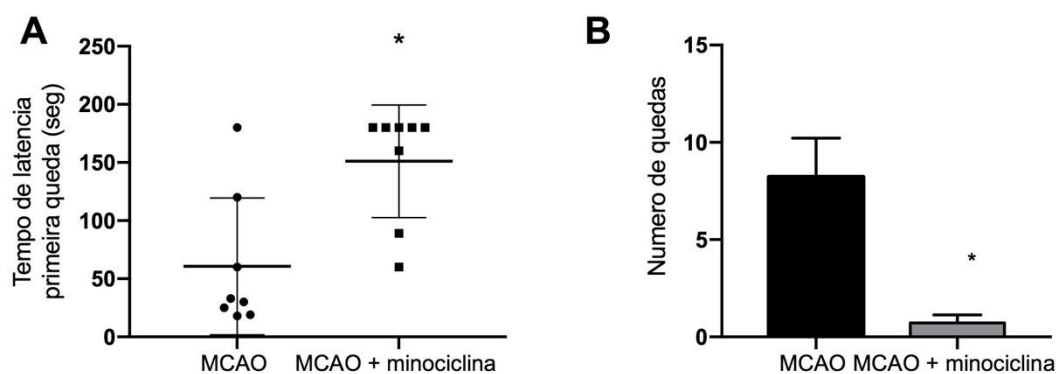 A
*
Tempo de latencia
primeira queda (seg)
250
200
150
100
50
0
MCAO
MCAO + minociclina
B
Numero de quedas
15
10
5
0
*
MCAO
MCAO + minociclina